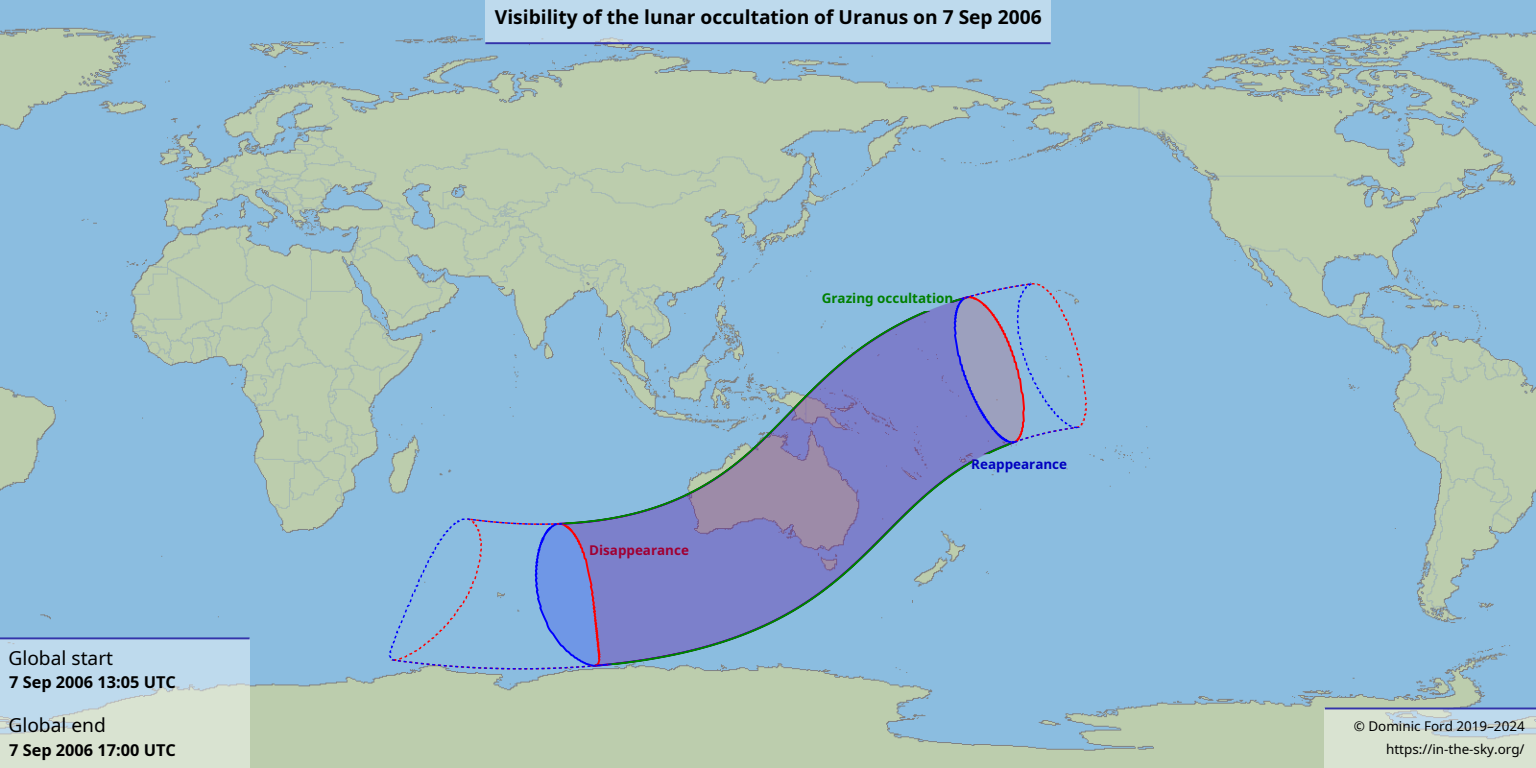 Visibility of the lunar occultation of Uranus on 7 Sep 2006
Grazing occultation
Reappearance
Disappearance
Global start
7 Sep 2006 13:05 UTC
Global end
7 Sep 2006 17:00 UTC
© Dominic Ford 2019–2024
https://in-the-sky.org/